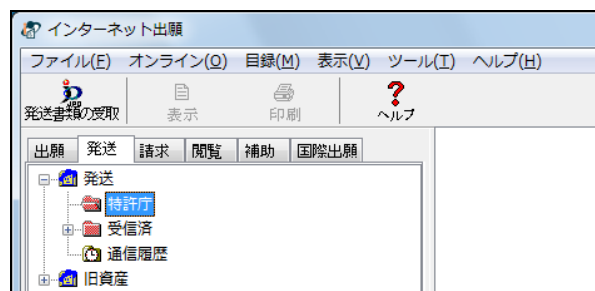 インターネット出願
ファイル(F) オンライン(O) 目録(M) 表示(V) ツール(T) ヘルプ(H)
発送書類の受取 表示 印刷 ヘルプ
出願 発送 請求 閲覧 補助 国際出願
発送
特許庁
受信済
通信履歴
旧資産